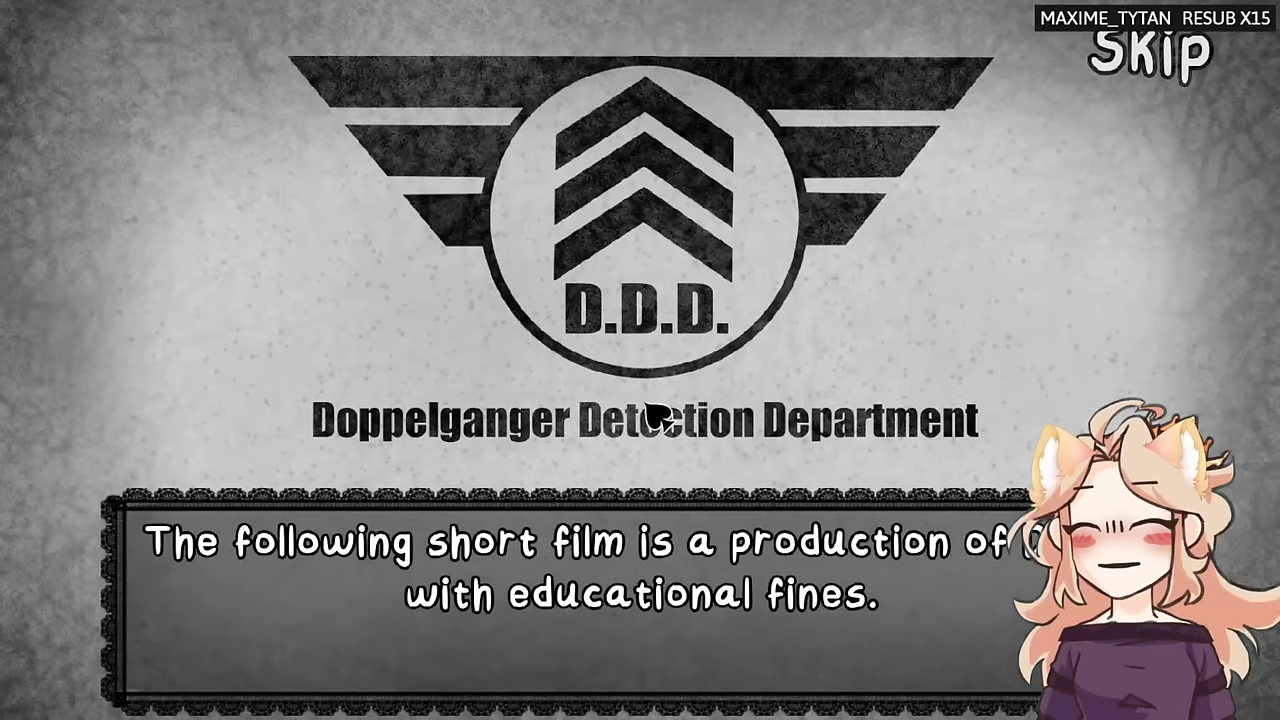 MAXIME_TYTAN RESUB X15
Skip
D.D.D.
Doppelganger Detection Department
The following short film is a production of
with educational fines.